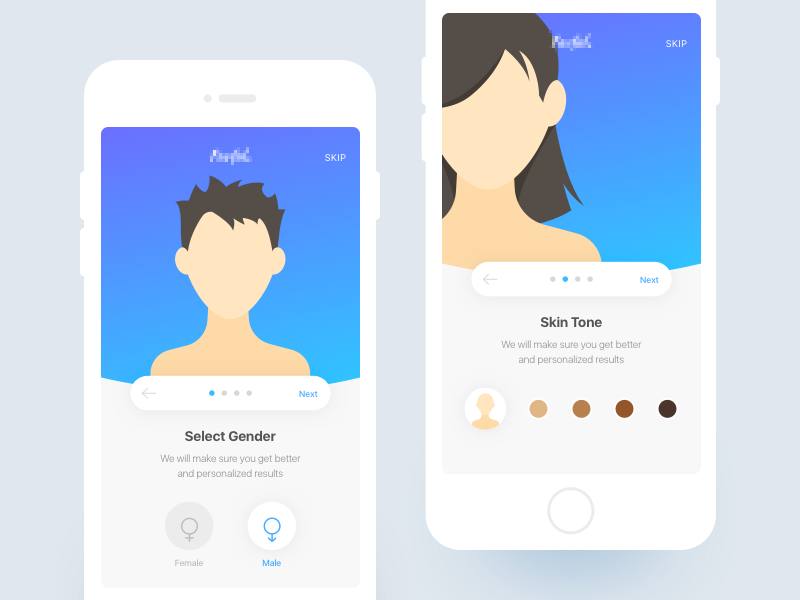 SKIP
Next
Select Gender
We will make sure you get better
and personalized results
Female
Male
SKIP
Next
Skin Tone
We will make sure you get better
and personalized results